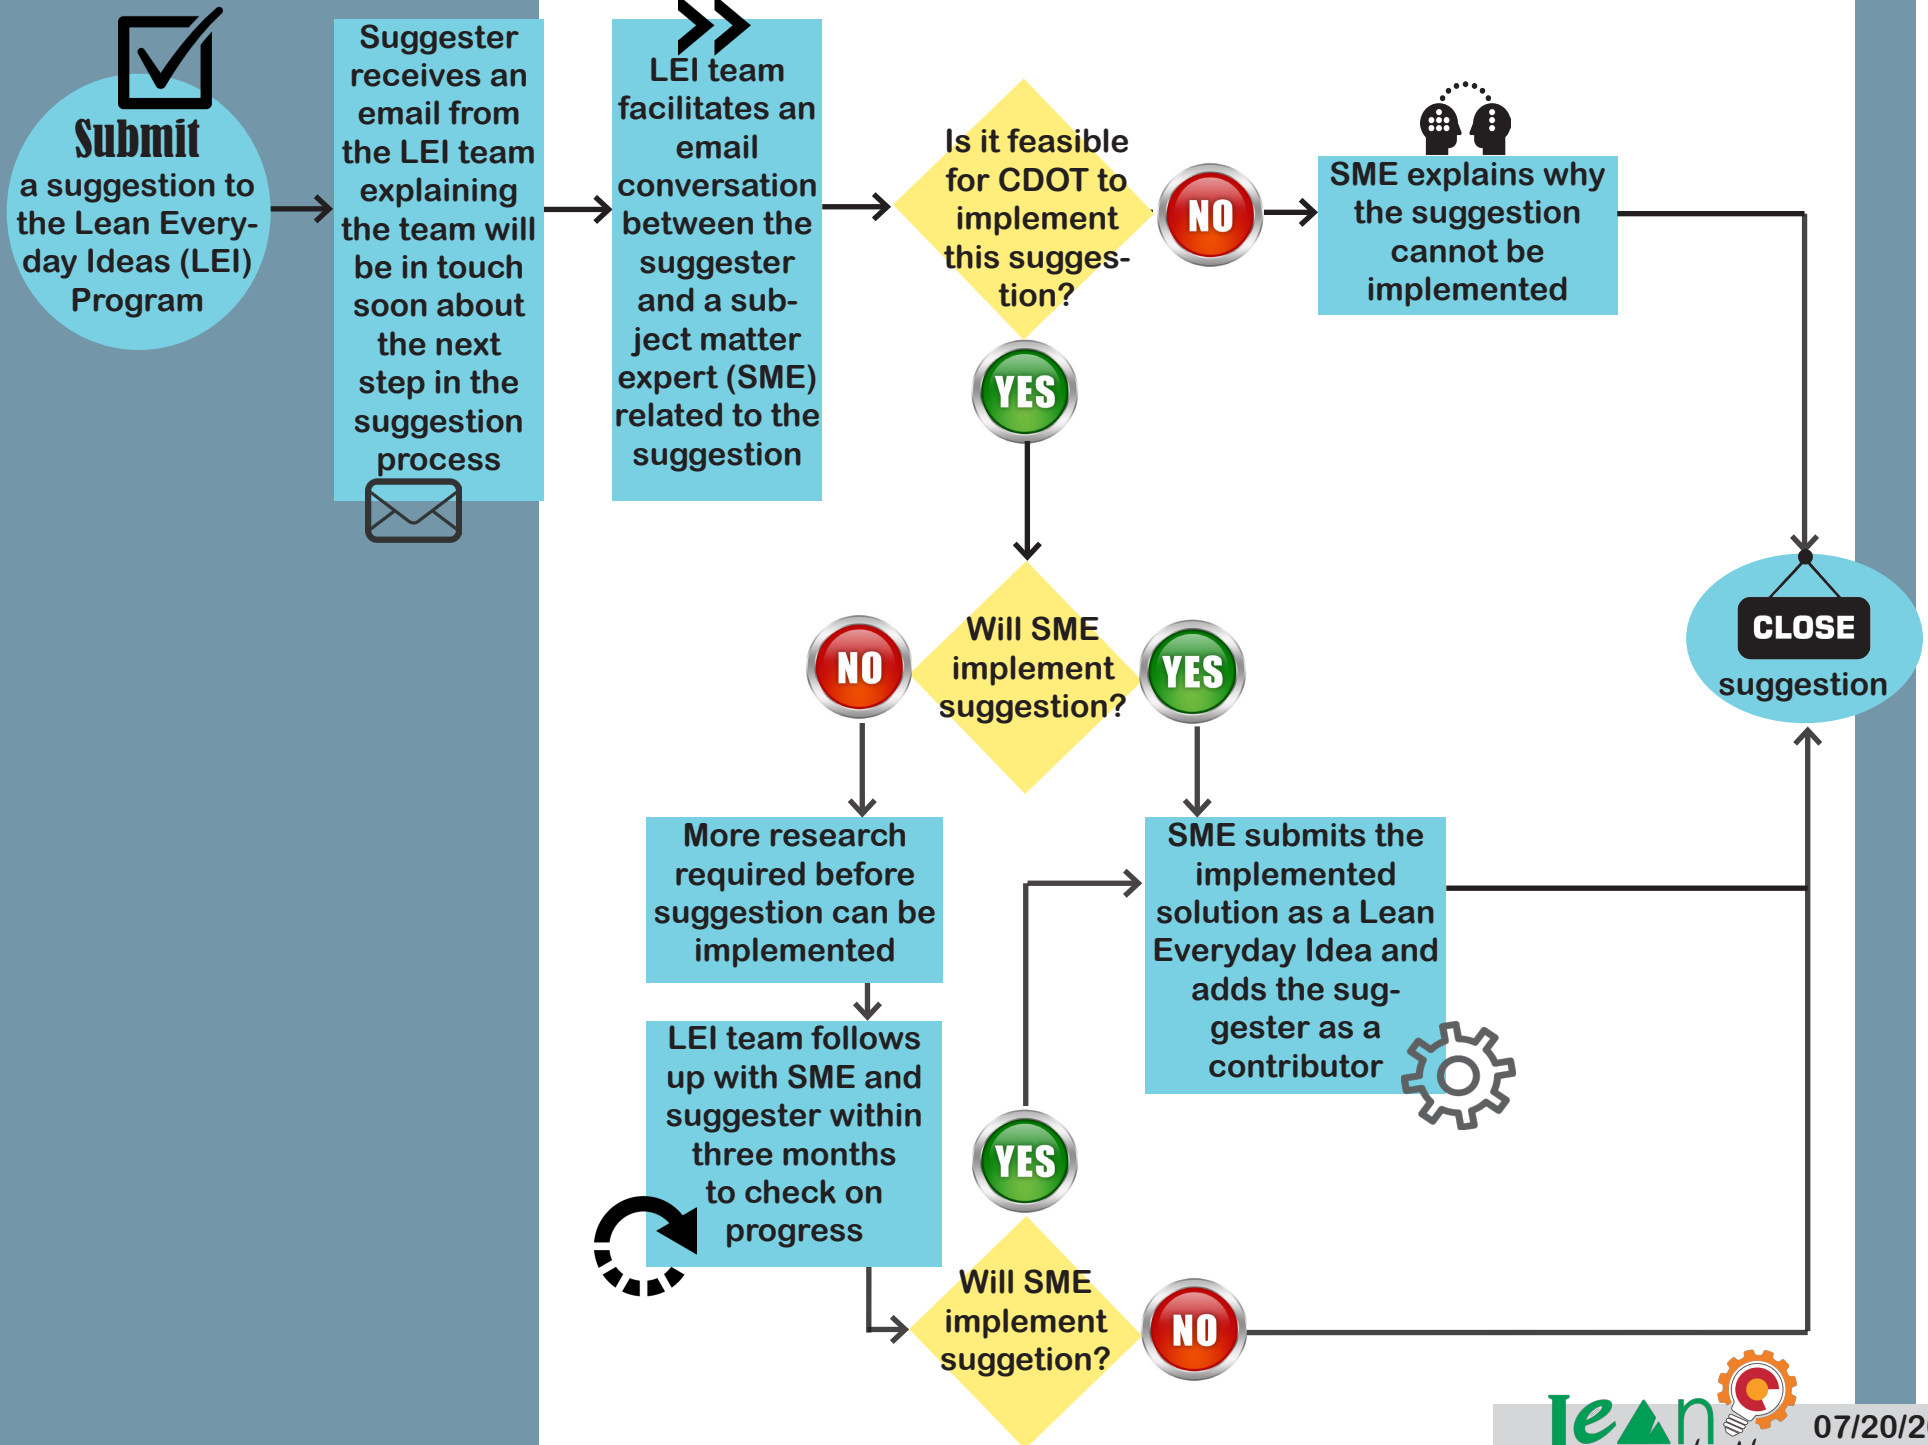 Submit
a suggestion to
the Lean Every-
day Ideas (LEI)
Program
Suggester
receives an
email from
the LEI team
explaining
the team will
be in touch
soon about
the next
step in the
suggestion
process
LEI team
facilitates an
email
conversation
between the
suggester
and a sub-
ject matter
expert (SME)
related to the
suggestion
Is it feasible
for CDOT to
implement
this sugges-
tion?
NO
SME explains why
the suggestion
cannot be
implemented
YES
Will SME
implement
suggestion?
NO
YES
CLOSE
suggestion
More research
required before
suggestion can be
implemented
SME submits the
implemented
solution as a Lean
Everyday Idea and
adds the sug-
gester as a
contributor
LEI team follows
up with SME and
suggester within
three months
to check on
progress
YES
Will SME
implement
suggetion?
NO
lean
07/20/20